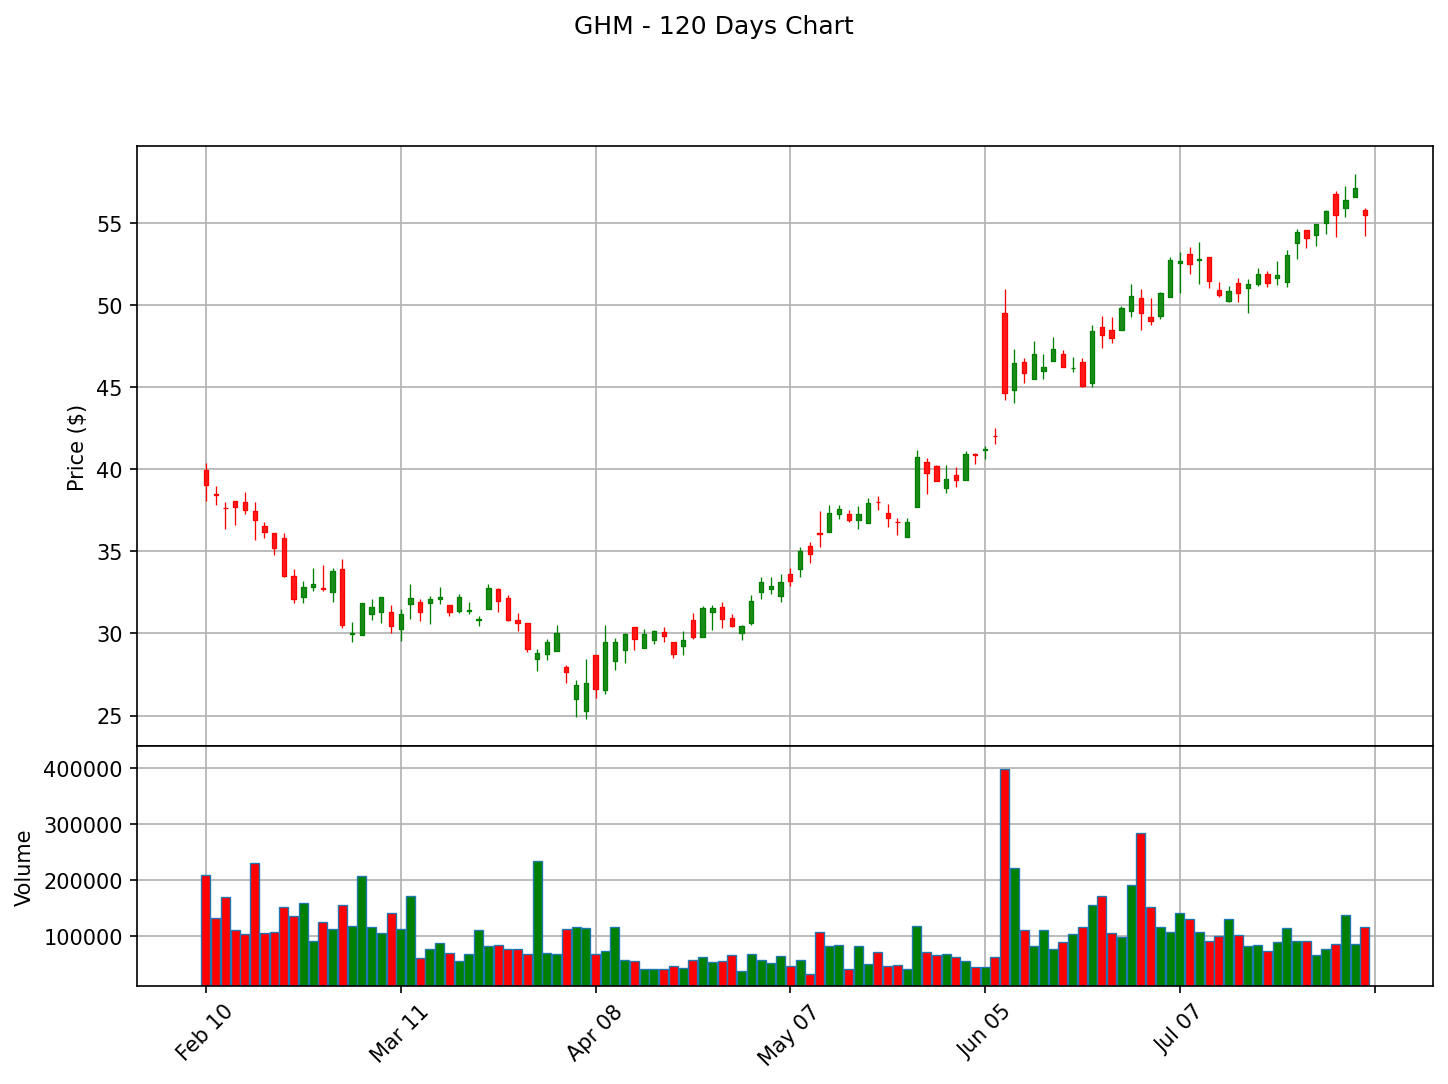 GHM - 120 Days Chart
Price ($)
55
50
45
40
35
30
25
Volume
400000
300000
200000
100000
Feb 10
Mar 11
Apr 08
May 07
Jun 05
Jul 07